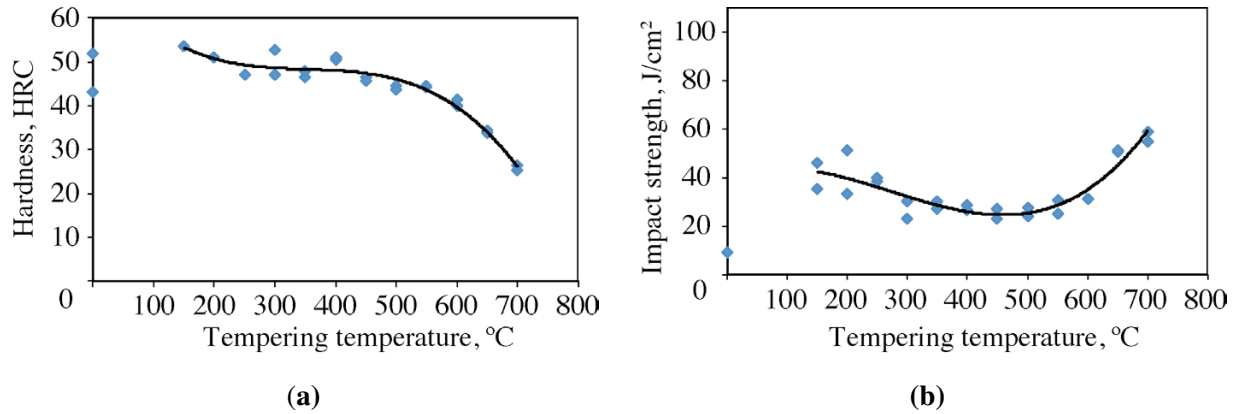 60
50
40
30
20
10
0
100 200 300 400 500 600 700 800
Hardness, HRC
Tempering temperature, ºC
(a)
100
80
60
40
20
0
100 200 300 400 500 600 700 800
Impact strength, J/cm²
Tempering temperature, ºC
(b)